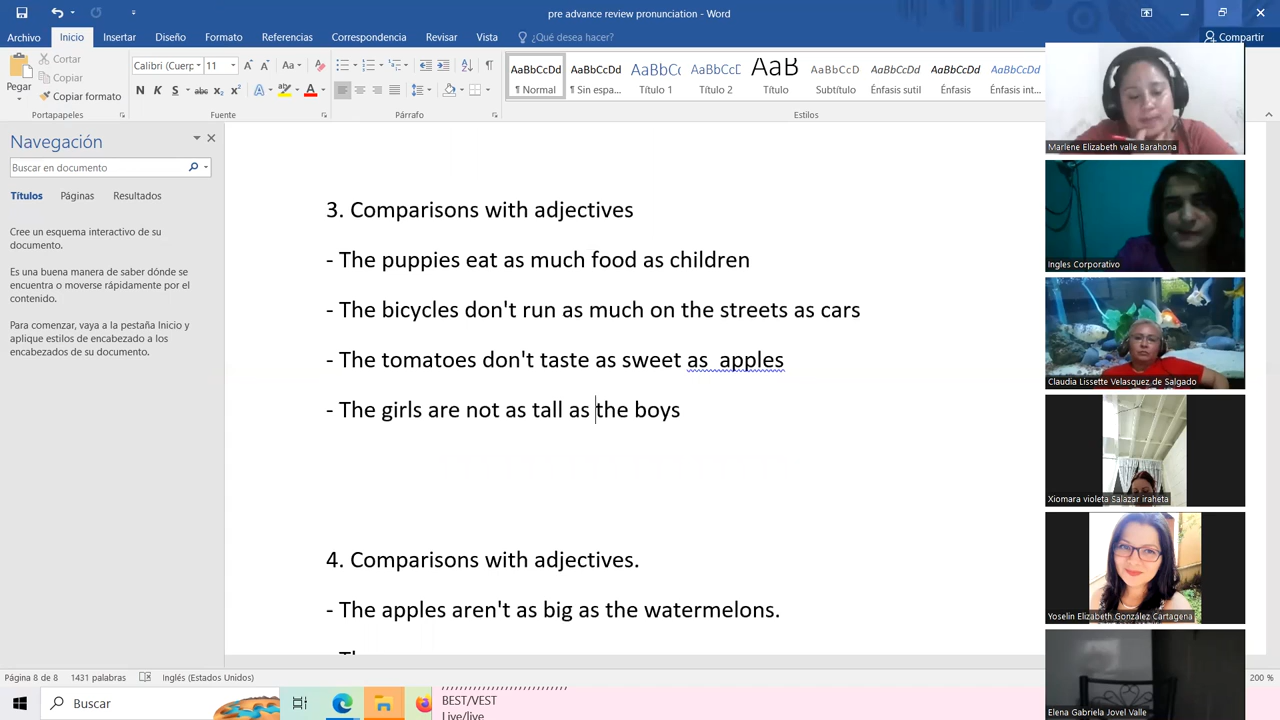 pre advance review pronunciation - Word
Archivo Inicio Insertar Diseño Formato Referencias Correspondencia Revisar Vista ¿Qué desea hacer? Compartir
Pegar
Cortar
Copiar
Copiar formato
Calibri (Cuerp 11
Portapapeles Fuente Párrafo Estilos
AaBbCcDd AaBbCcDd AaBbCc AaBbCcD AaB AaBbCcD AaBbCcDd AaBbCcDd AaBbCcDd
¶ Normal ¶ Sin espa... Título 1 Título 2 Título Subtítulo Énfasis sutil Énfasis Énfasis int...
Navegación
Buscar en documento
Títulos Páginas Resultados
Cree un esquema interactivo de su
documento.
Es una buena manera de saber dónde se
encuentra o moverse rápidamente por el
contenido.
Para comenzar, vaya a la pestaña Inicio y
aplique estilos de encabezado a los
encabezados de su documento.
3. Comparisons with adjectives
- The puppies eat as much food as children
- The bicycles don't run as much on the streets as cars
- The tomatoes don't taste as sweet as  apples
- The girls are not as tall as the boys
4. Comparisons with adjectives.
- The apples aren't as big as the watermelons.
Marlene Elizabeth valle Barahona
Ingles Corporativo
Claudia Lissette Velasquez de Salgado
Xiomara violeta Salazar iraheta
Yoselin Elizabeth González Cartagena
Elena Gabriela Jovel Valle
Página 8 de 8 1431 palabras Inglés (Estados Unidos) 200 %
Buscar
BEST/VEST
Live/live